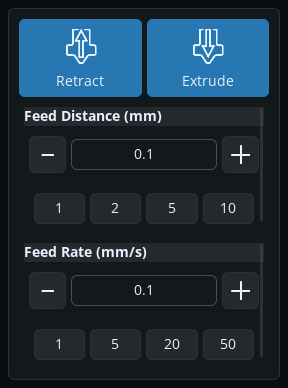 Retract Extrude
Feed Distance (mm)
− 0.1 +
1 2 5 10
Feed Rate (mm/s)
− 0.1 +
1 5 20 50